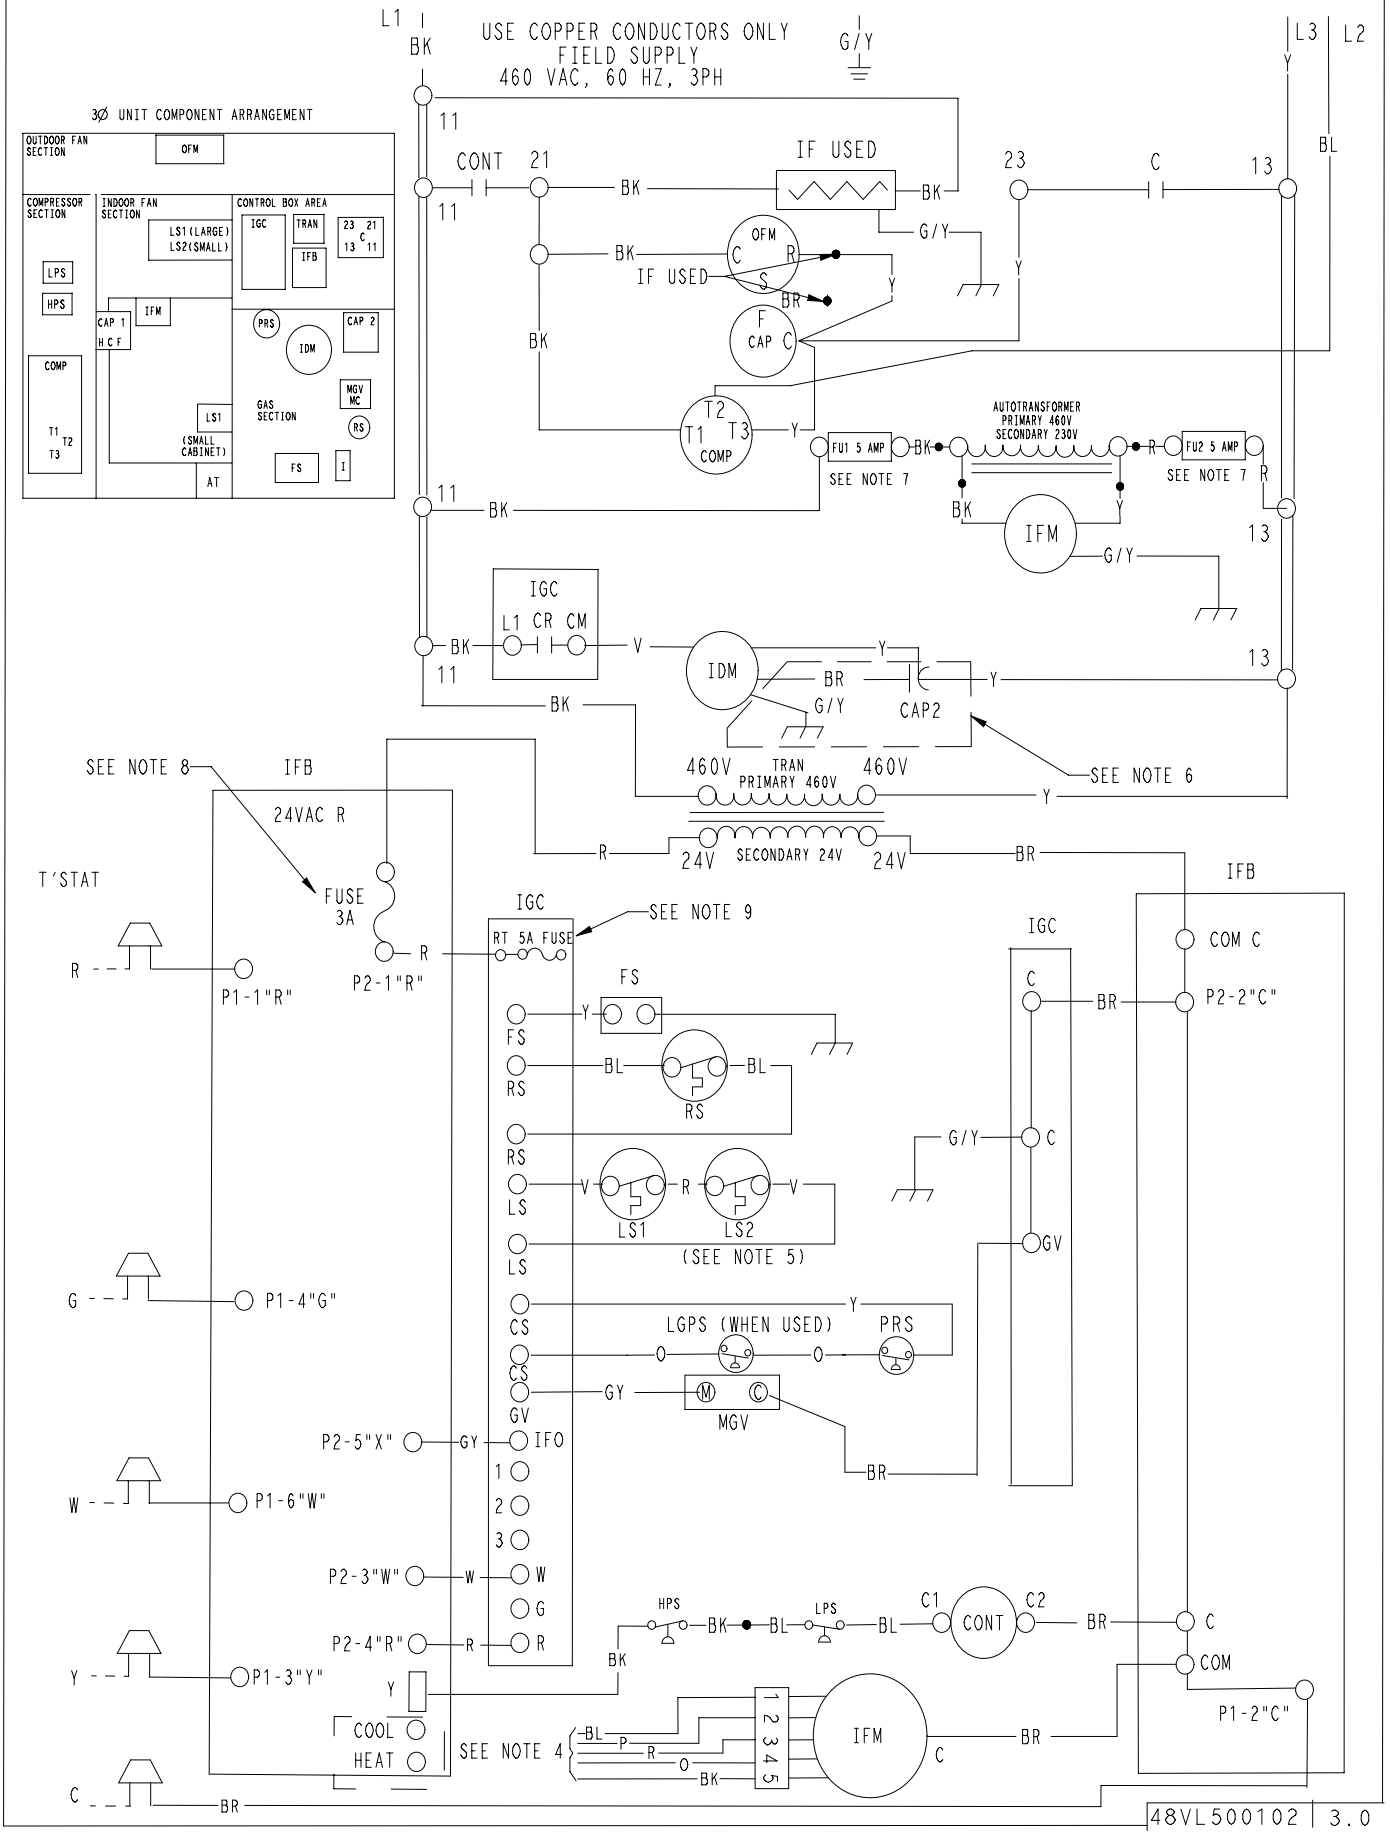 L1
BK
USE COPPER CONDUCTORS ONLY
FIELD SUPPLY
460 VAC, 60 HZ, 3PH
G/Y
L3
L2
Y
BL
3Ø UNIT COMPONENT ARRANGEMENT
OUTDOOR FAN
SECTION
OFM
COMPRESSOR
SECTION
INDOOR FAN
SECTION
CONTROL BOX AREA
LS1(LARGE)
LS2(SMALL)
IGC
TRAN
IFB
23 21
C
13 11
LPS
HPS
IFM
CAP 1
H C F
PRS
IDM
CAP 2
COMP
T1
T2
T3
MGV
MC
GAS
SECTION
LS1
RS
(SMALL
CABINET)
AT
FS
I
11
CONT
21
IF USED
23
C
13
11
BK
BK
G/Y
BK
OFM
C
R
S
IF USED
BR
Y
Y
F
CAP C
BK
T2
T1
T3
COMP
Y
AUTOTRANSFORMER
PRIMARY 460V
SECONDARY 230V
FU1 5 AMP
BK
R
FU2 5 AMP
SEE NOTE 7
SEE NOTE 7
R
11
BK
BK
Y
IFM
G/Y
13
IGC
L1 CR CM
BK
V
11
IDM
Y
BR
G/Y
CAP2
Y
13
BK
SEE NOTE 6
460V
TRAN
PRIMARY 460V
460V
Y
SECONDARY 24V
24V
24V
R
BR
SEE NOTE 8
IFB
24VAC R
FUSE
3A
T'STAT
R
P1-1"R"
P2-1"R"
R
IGC
RT 5A FUSE
SEE NOTE 9
IFB
COM C
P2-2"C"
IGC
C
BR
FS
Y
FS
RS
BL
BL
RS
RS
G/Y
C
LS
V
R
V
LS1
LS2
LS
(SEE NOTE 5)
GV
G
P1-4"G"
CS
Y
LGPS (WHEN USED)
PRS
CS
O
O
GV
GY
M
C
MGV
BR
P2-5"X"
GY
IFO
1
2
3
W
P1-6"W"
P2-3"W"
W
W
G
P2-4"R"
R
R
HPS
BK
BL
LPS
BL
C1
CONT
C2
BR
C
BK
Y
P1-3"Y"
Y
COM
P1-2"C"
COOL
HEAT
SEE NOTE 4
BL
P
R
O
BK
1
2
3
4
5
IFM
C
BR
C
BR
48VL500102
3.0